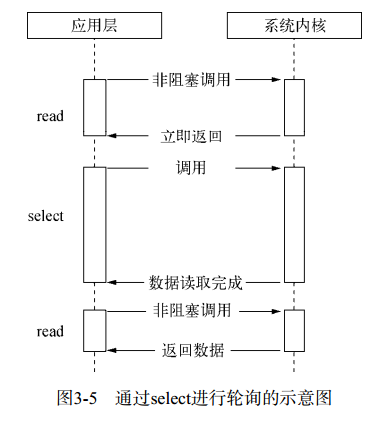 应用层 系统内核
非阻塞调用
read
立即返回
调用
select
数据读取完成
非阻塞调用
read
返回数据
图3-5 通过select进行轮询的示意图